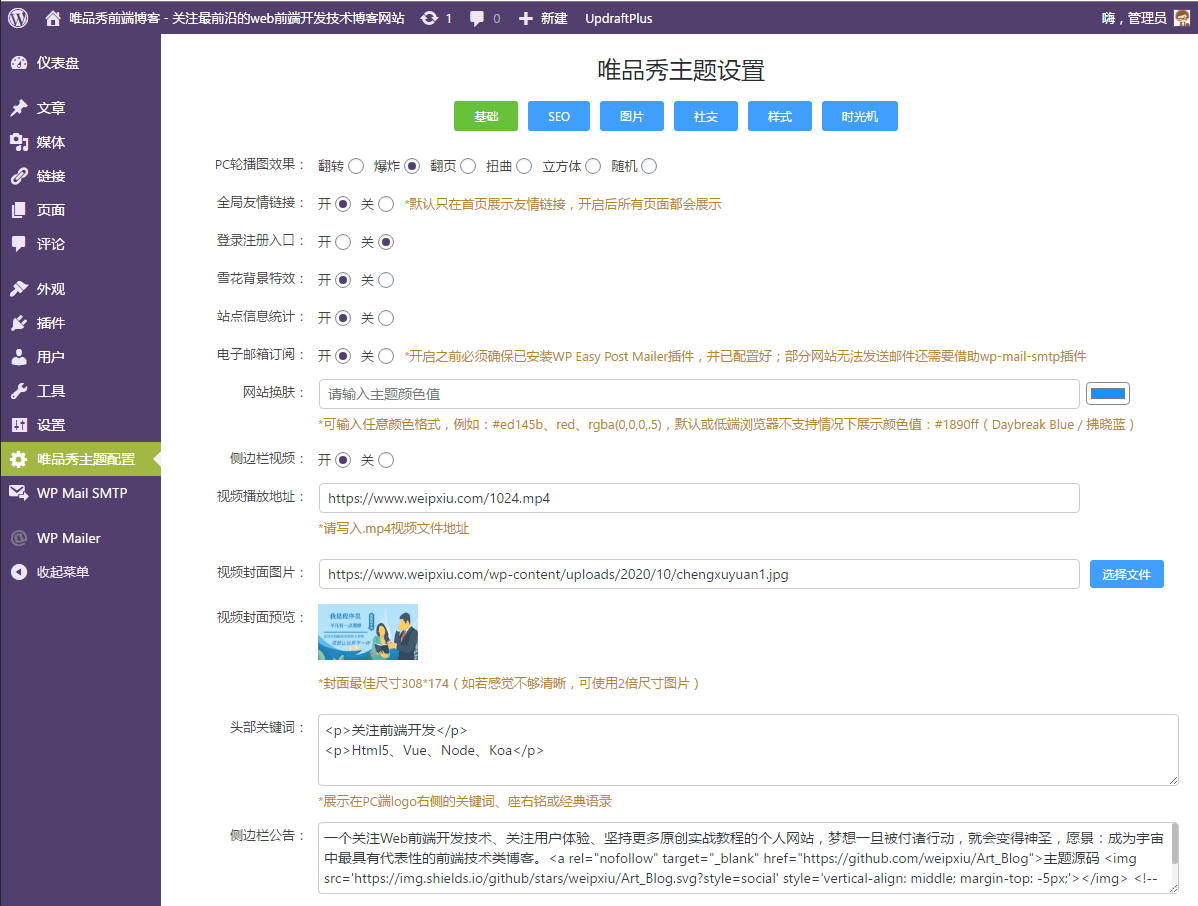 唯品秀前端博客 - 关注最前沿的web前端开发技术博客网站 1 0 新建 UpdraftPlus 嗨，管理员
仪表盘
文章
媒体
链接
页面
评论
外观
插件
用户
工具
设置
唯品秀主题配置
WP Mail SMTP
WP Mailer
收起菜单
唯品秀主题设置
基础 SEO 图片 社交 样式 时光机
PC轮播图效果： 翻转 爆炸 翻页 扭曲 立方体 随机
全局友情链接： 开 关 *默认只在首页展示友情链接，开启后所有页面都会展示
登录注册入口： 开 关
雪花背景特效： 开 关
站点信息统计： 开 关
电子邮箱订阅： 开 关 *开启之前必须确保已安装WP Easy Post Mailer插件，并已配置好；部分网站无法发送邮件还需要借助wp-mail-smtp插件
网站换肤： 请输入主题颜色值
*可输入任意颜色格式，例如：#ed145b、red、rgba(0,0,0,.5)，默认或低端浏览器不支持情况下展示颜色值：#1890ff（ Daybreak Blue / 拂晓蓝 ）
侧边栏视频： 开 关
视频播放地址： https://www.weipxiu.com/1024.mp4
*请写入.mp4视频文件地址
视频封面图片： https://www.weipxiu.com/wp-content/uploads/2020/10/chengxuyuan1.jpg 选择文件
视频封面预览：
我是程序员
*封面最佳尺寸308*174（ 如若感觉不够清晰，可使用2倍尺寸图片 ）
头部关键词： <p>关注前端开发</p>
<p>Html5、Vue、Node、Koa</p>
*展示在PC端logo右侧的关键词、座右铭或经典语录
侧边栏公告： 一个关注Web前端开发技术、关注用户体验、坚持更多原创实战教程的个人网站，梦想一旦被付诸行动，就会变得神圣，愿景：成为宇宙
中最具有代表性的前端技术类博客。<a rel="nofollow" target="_blank" href="https://github.com/weipxiu/Art_Blog">主题源码 <img
src='https://img.shields.io/github/stars/weipxiu/Art_Blog.svg?style=social' style='vertical-align: middle; margin-top: -5px;'></img> <!--